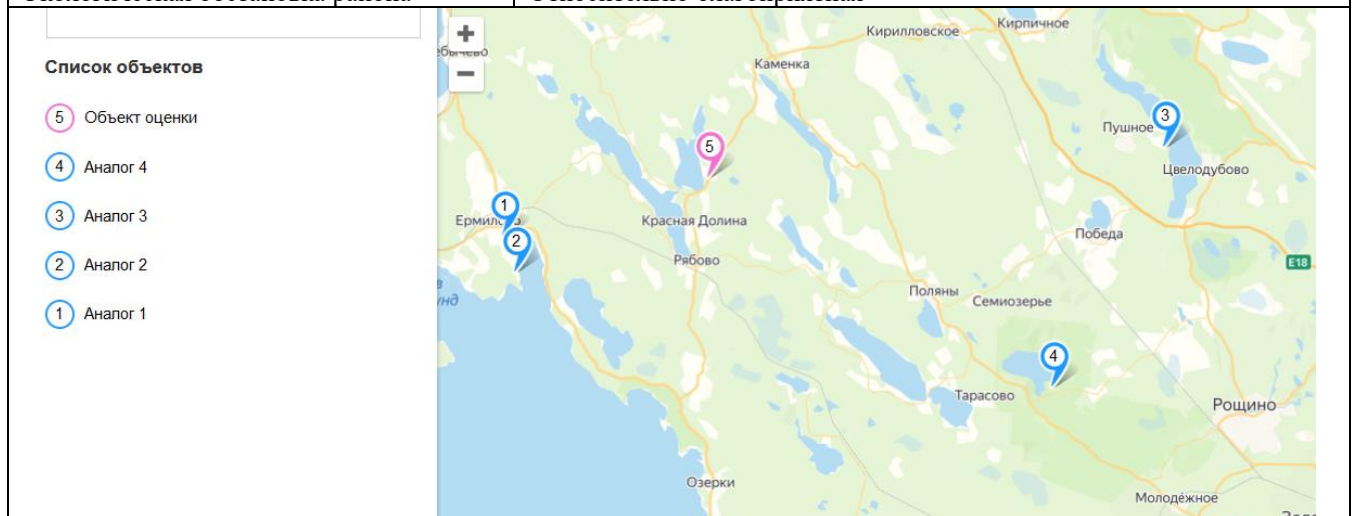 Относительно благоприятная
Список объектов
5 Объект оценки
4 Аналог 4
3 Аналог 3
2 Аналог 2
1 Аналог 1
+
−
Кирилловское
Кирпичное
Каменка
3
Пушное
5
Цвелодубово
1
Красная Долина
2
Победа
Рябово
E18
Поляны
Семиозерье
4
Тарасово
Рощино
Озерки
Молодёжное